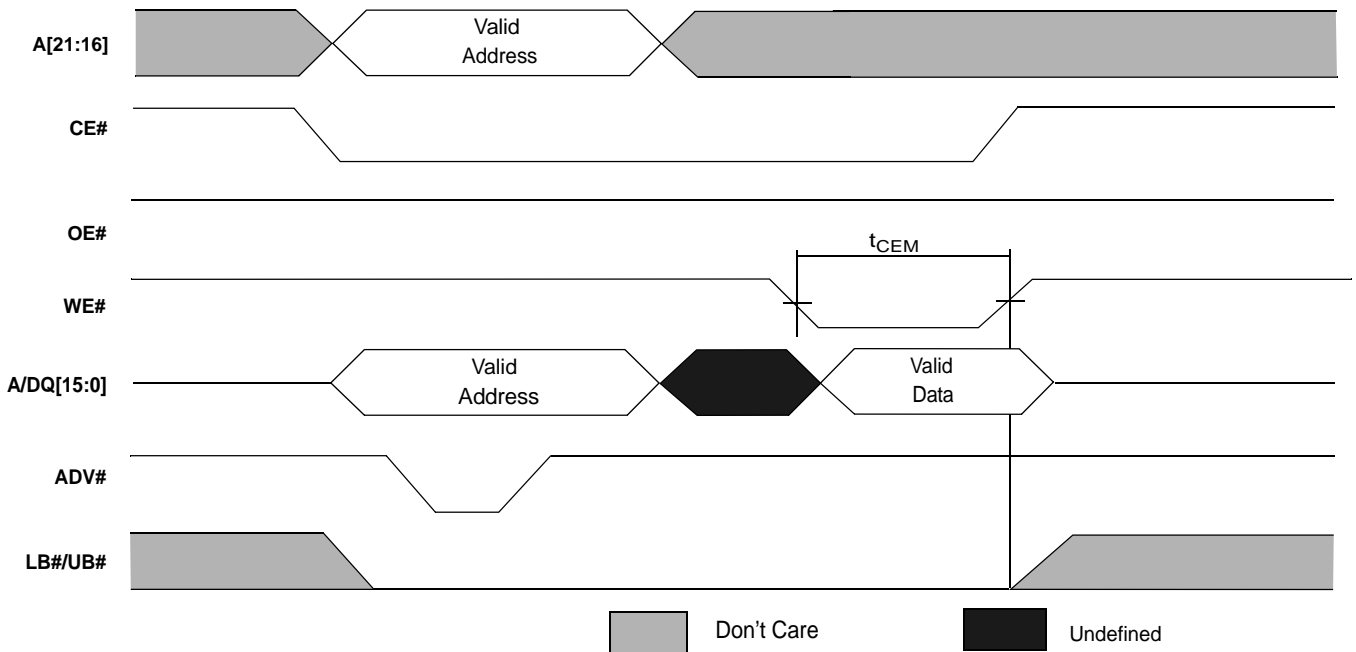 A[21:16]
Valid
Address
CE#
OE#
tCEM
WE#
A/DQ[15:0]
Valid
Address
Valid
Data
ADV#
LB#/UB#
Don't Care
Undefined